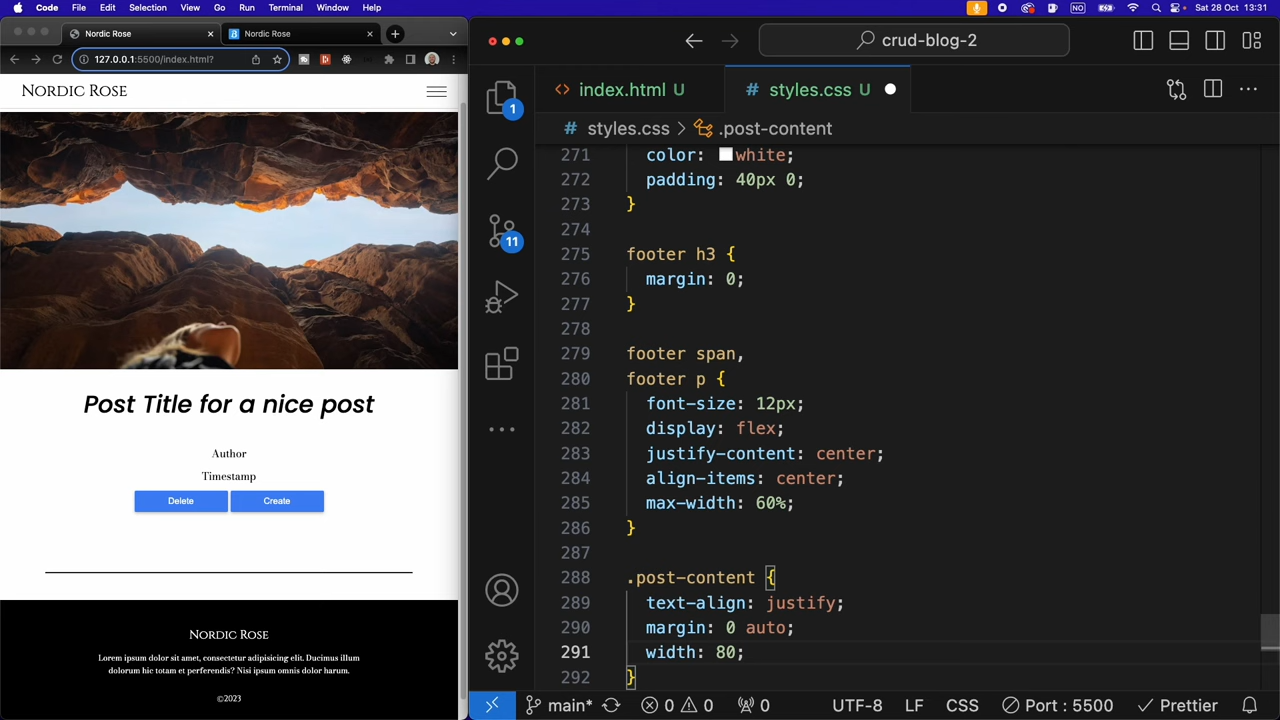 Code File Edit Selection View Go Run Terminal Window Help
NO
Sat 28 Oct 13:31
Nordic Rose
Nordic Rose
127.0.0.1:5500/index.html?
Nordic Rose
Post Title for a nice post
Author
Timestamp
Delete Create
Nordic Rose
Lorem ipsum dolor sit amet, consectetur adipisicing elit. Ducimus illum
dolorum hic totam et perferendis? Nisi ipsum omnis dolor harum.
©2023
crud-blog-2
1
11
index.html U
# styles.css U
# styles.css > .post-content
271 color: white;
272 padding: 40px 0;
273 }
274
275 footer h3 {
276 margin: 0;
277 }
278
279 footer span,
280 footer p {
281 font-size: 12px;
282 display: flex;
283 justify-content: center;
284 align-items: center;
285 max-width: 60%;
286 }
287
288 .post-content {
289 text-align: justify;
290 margin: 0 auto;
291 width: 80;
292 }
main* 0 0 0 UTF-8 LF CSS Port : 5500 Prettier